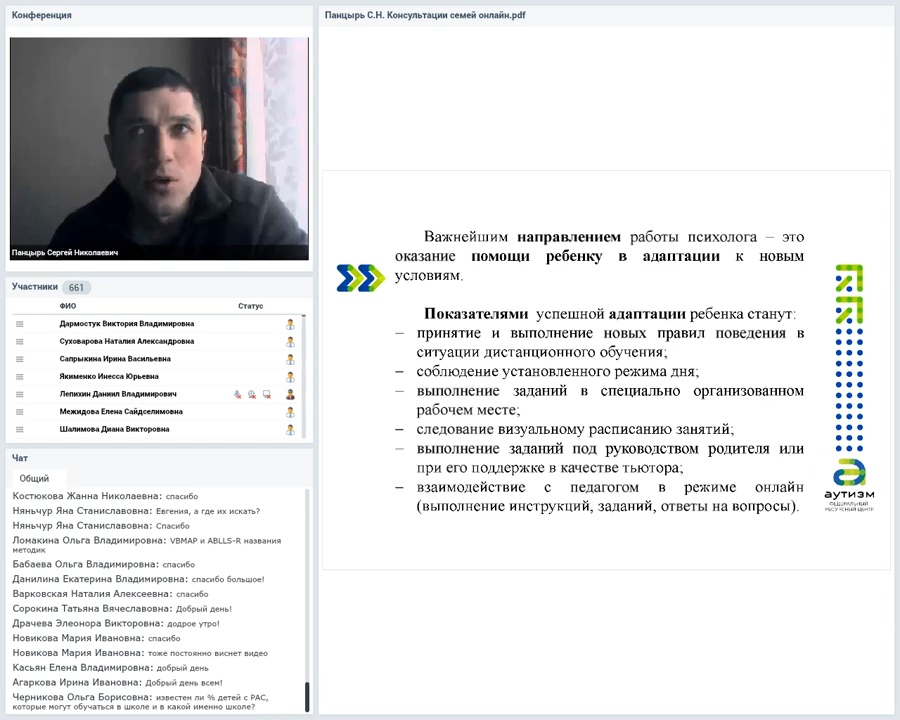 Конференция
Панцырь Сергей Николаевич
Участники 661
ФИО Статус
Дармостук Виктория Владимировна
Суховарова Наталия Александровна
Сапрыкина Ирина Васильевна
Якименко Инесса Юрьевна
Лепихин Даниил Владимирович
Межидова Елена Сайдселимовна
Шалимова Диана Викторовна
Чат
Общий
Костюкова Жанна Николаевна: спасибо
Няньчур Яна Станиславовна: Евгения, а где их искать?
Няньчур Яна Станиславовна: Спасибо
Ломакина Ольга Владимировна: VBMAP и ABLLS-R названия
методик
Бабаева Ольга Владимировна: спасибо
Данилина Екатерина Владимировна: спасибо большое!
Варковская Наталия Алексеевна: спасибо
Сорокина Татьяна Вячеславовна: Добрый день!
Драчева Элеонора Викторовна: додрое утро!
Новикова Мария Ивановна: спасибо
Новикова Мария Ивановна: тоже постоянно виснет видео
Касьян Елена Владимировна: добрый день
Агаркова Ирина Ивановна: Добрый день всем!
Черникова Ольга Борисовна: известен ли % детей с РАС,
которые могут обучаться в школе и в какой именно школе?
Панцырь С.Н. Консультации семей онлайн.pdf
Важнейшим направлением работы психолога – это
оказание помощи ребенку в адаптации к новым
условиям.
Показателями успешной адаптации ребенка станут:
– принятие и выполнение новых правил поведения в
ситуации дистанционного обучения;
– соблюдение установленного режима дня;
– выполнение заданий в специально организованном
рабочем месте;
– следование визуальному расписанию занятий;
– выполнение заданий под руководством родителя или
при его поддержке в качестве тьютора;
– взаимодействие с педагогом в режиме онлайн
(выполнение инструкций, заданий, ответы на вопросы).
аутизм
ФЕДЕРАЛЬНЫЙ
РЕСУРСНЫЙ ЦЕНТР